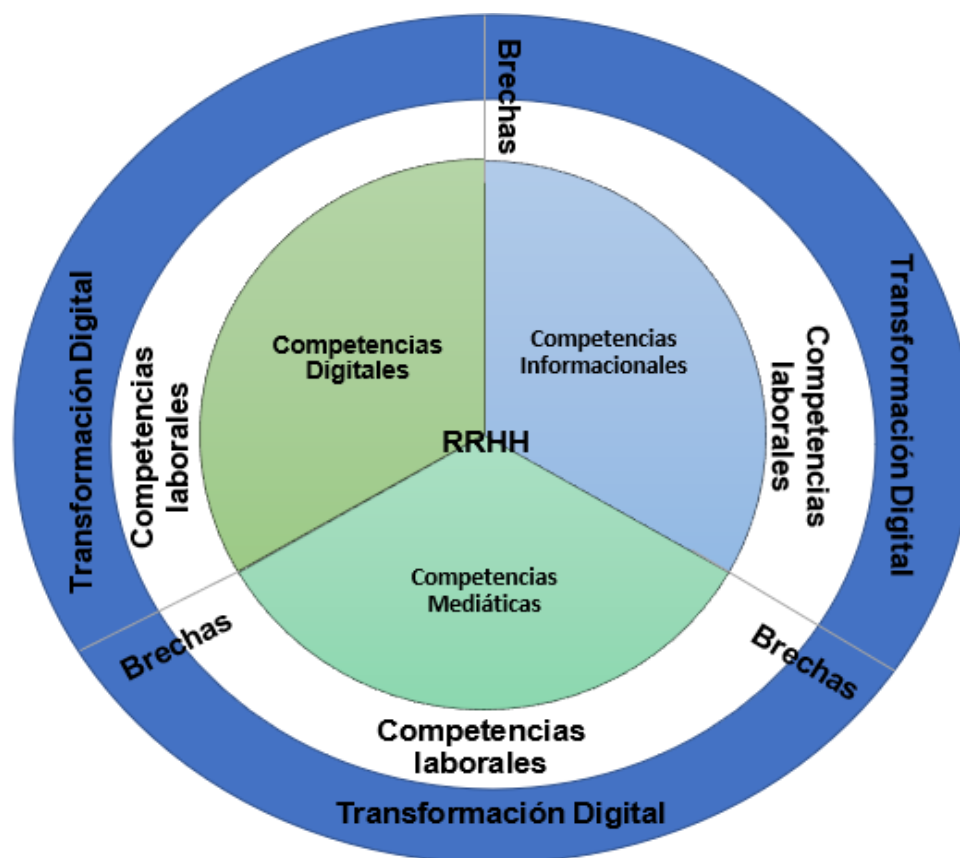 Brechas
Transformación Digital
Competencias
laborales
Competencias
Digitales
Competencias
Informacionales
Competencias
laborales
Transformación Digital
RRHH
Competencias
Mediáticas
Brechas
Brechas
Competencias
laborales
Transformación Digital